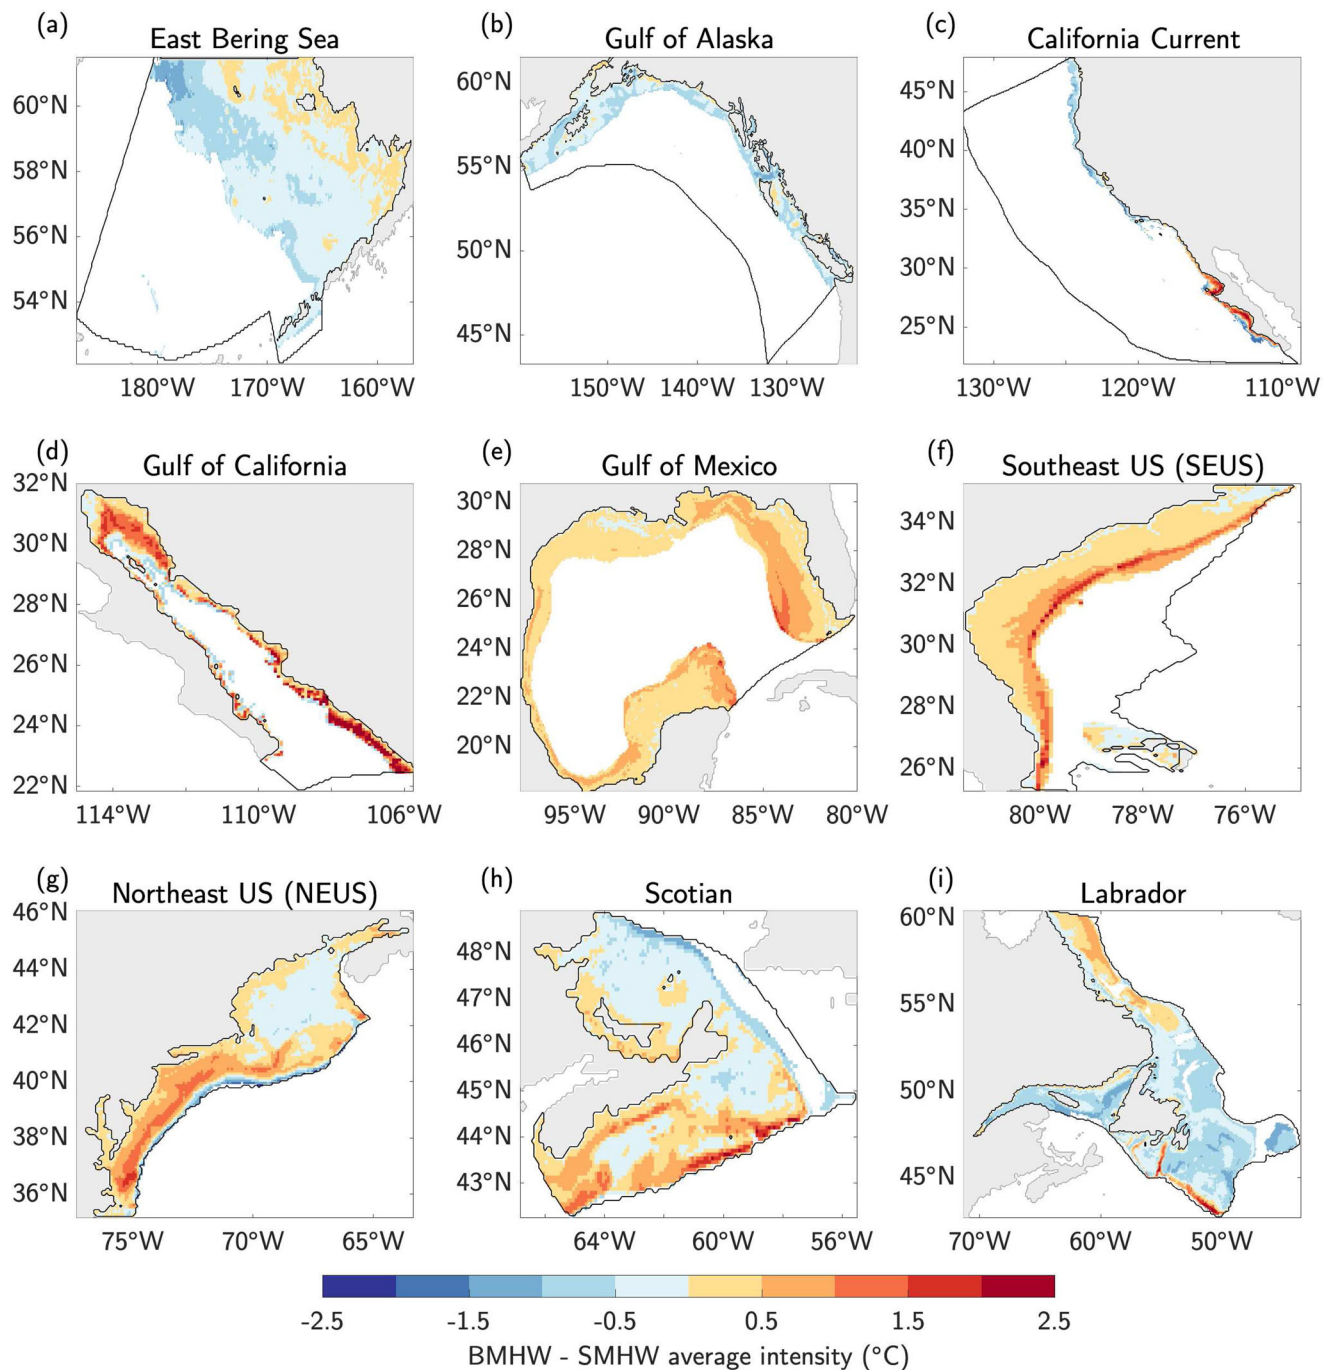 (a) East Bering Sea
60°N
58°N
56°N
54°N
180°W 170°W 160°W
(b) Gulf of Alaska
60°N
55°N
50°N
45°N
150°W 140°W 130°W
(c) California Current
45°N
40°N
35°N
30°N
25°N
130°W 120°W 110°W
(d) Gulf of California
32°N
30°N
28°N
26°N
24°N
22°N
114°W 110°W 106°W
(e) Gulf of Mexico
30°N
28°N
26°N
24°N
22°N
20°N
95°W 90°W 85°W 80°W
(f) Southeast US (SEUS)
34°N
32°N
30°N
28°N
26°N
80°W 78°W 76°W
(g) Northeast US (NEUS)
46°N
44°N
42°N
40°N
38°N
36°N
75°W 70°W 65°W
(h) Scotian
48°N
47°N
46°N
45°N
44°N
43°N
64°W 60°W 56°W
(i) Labrador
60°N
55°N
50°N
45°N
70°W 60°W 50°W
-2.5 -1.5 -0.5 0.5 1.5 2.5
BMHW - SMHW average intensity (°C)